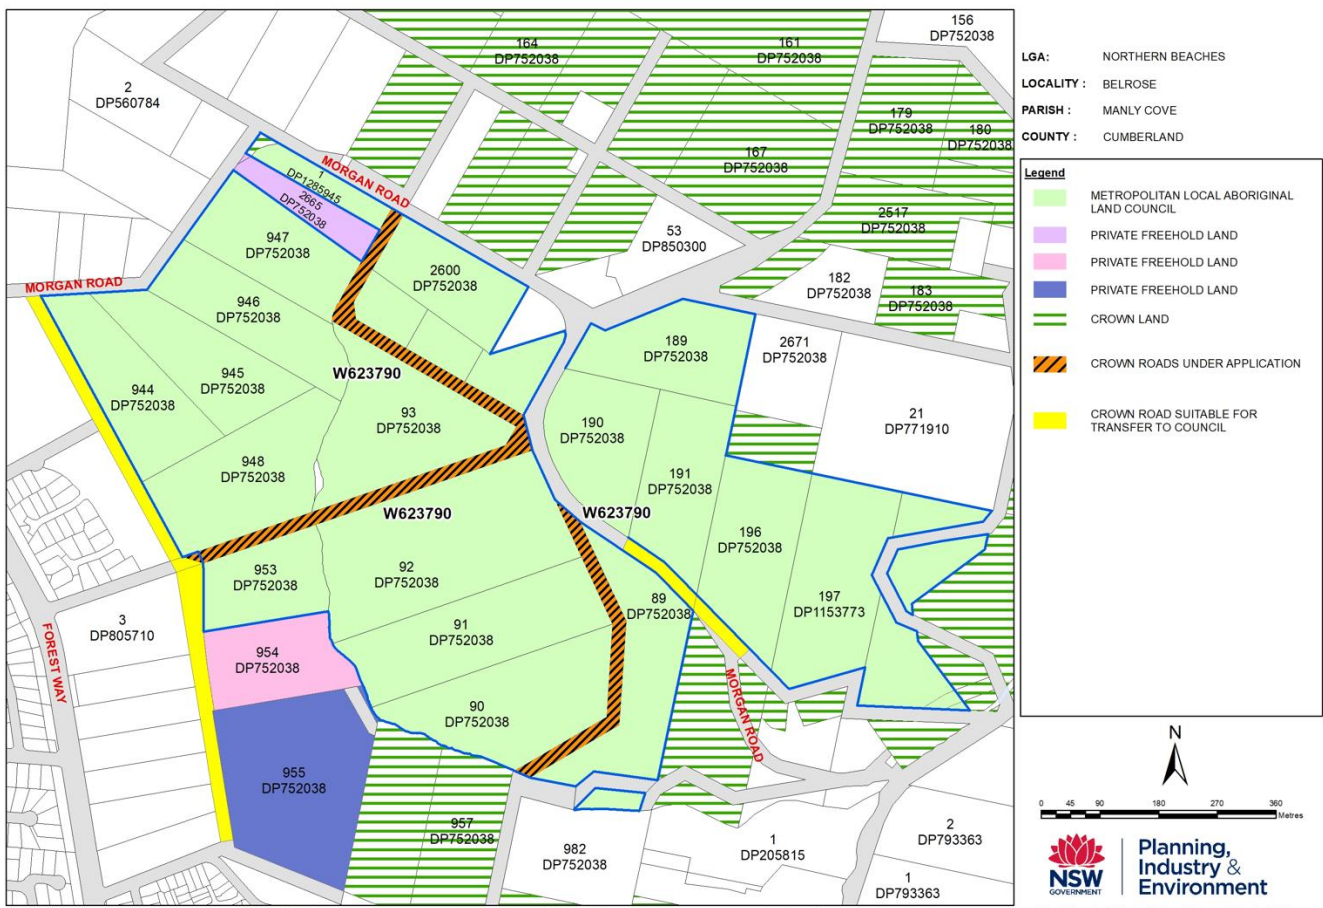 156
DP752038
164
DP752038
161
DP752038
2
DP560784
179
DP752038
180
DP752038
167
DP752038
MORGAN ROAD
1
DP1285945
2665
DP752038
2517
DP752038
53
DP850300
947
DP752038
2600
DP752038
182
DP752038
183
DP752038
MORGAN ROAD
946
DP752038
189
DP752038
2671
DP752038
W623790
945
DP752038
944
DP752038
93
DP752038
190
DP752038
21
DP771910
948
DP752038
191
DP752038
W623790
W623790
196
DP752038
953
DP752038
92
DP752038
89
DP752038
197
DP1153773
3
DP805710
91
DP752038
954
DP752038
FOREST WAY
90
DP752038
MORGAN ROAD
955
DP752038
957
DP752038
982
DP752038
1
DP205815
2
DP793363
1
DP793363
LGA: NORTHERN BEACHES
LOCALITY : BELROSE
PARISH : MANLY COVE
COUNTY : CUMBERLAND
Legend
METROPOLITAN LOCAL ABORIGINAL
LAND COUNCIL
PRIVATE FREEHOLD LAND
PRIVATE FREEHOLD LAND
PRIVATE FREEHOLD LAND
CROWN LAND
CROWN ROADS UNDER APPLICATION
CROWN ROAD SUITABLE FOR
TRANSFER TO COUNCIL
N
0 45 90 180 270 360
Metres
NSW
GOVERNMENT
Planning,
Industry &
Environment